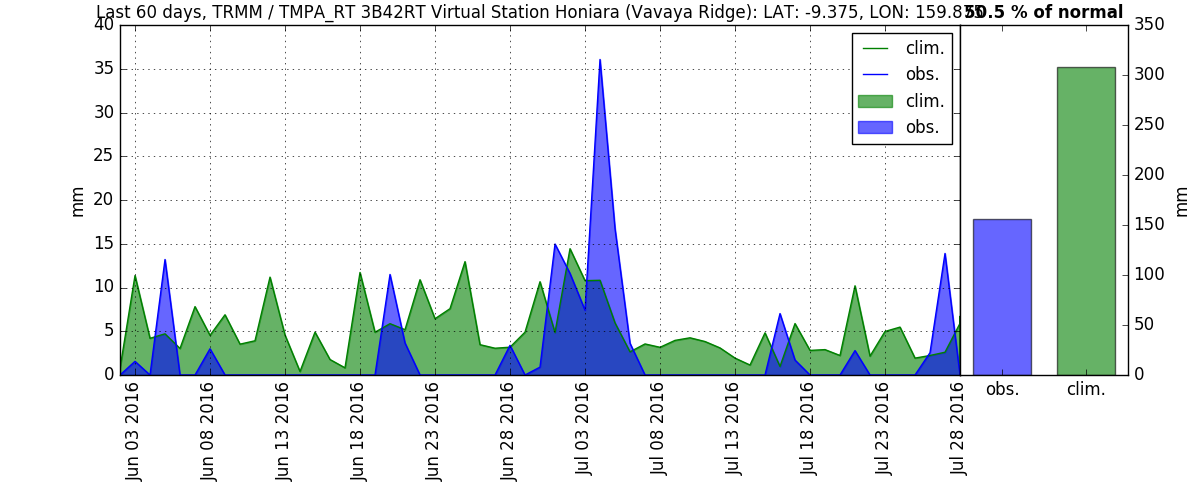 Last 60 days, TRMM / TMPA_RT 3B42RT Virtual Station Honiara (Vavaya Ridge): LAT: -9.375, LON: 159.875
50.5 % of normal
40
35
30
25
20
15
10
5
0
mm
clim.
obs.
clim.
obs.
350
300
250
200
150
100
50
0
mm
Jun 03 2016
Jun 08 2016
Jun 13 2016
Jun 18 2016
Jun 23 2016
Jun 28 2016
Jul 03 2016
Jul 08 2016
Jul 13 2016
Jul 18 2016
Jul 23 2016
Jul 28 2016
obs.
clim.